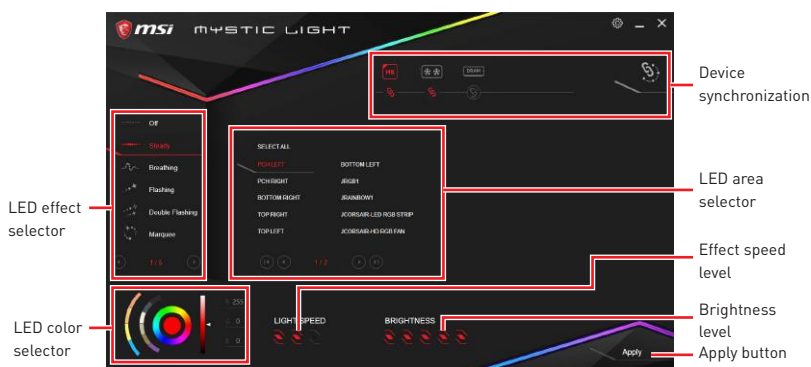 msi MYSTIC LIGHT
MB
DRAM
Device
synchronization
Off
Steady
Breathing
Flashing
Double Flashing
Marquee
1 / 5
LED effect
selector
SELECT ALL
PCH LEFT
BOTTOM LEFT
PCH RIGHT
JRGB1
BOTTOM RIGHT
JRAINBOW1
TOP RIGHT
JCORSAIR-LED RGB STRIP
TOP LEFT
JCORSAIR-HD RGB FAN
1 / 2
LED area
selector
Effect speed
level
LED color
selector
255
0
0
LIGHT SPEED
BRIGHTNESS
Brightness
level
Apply
Apply button